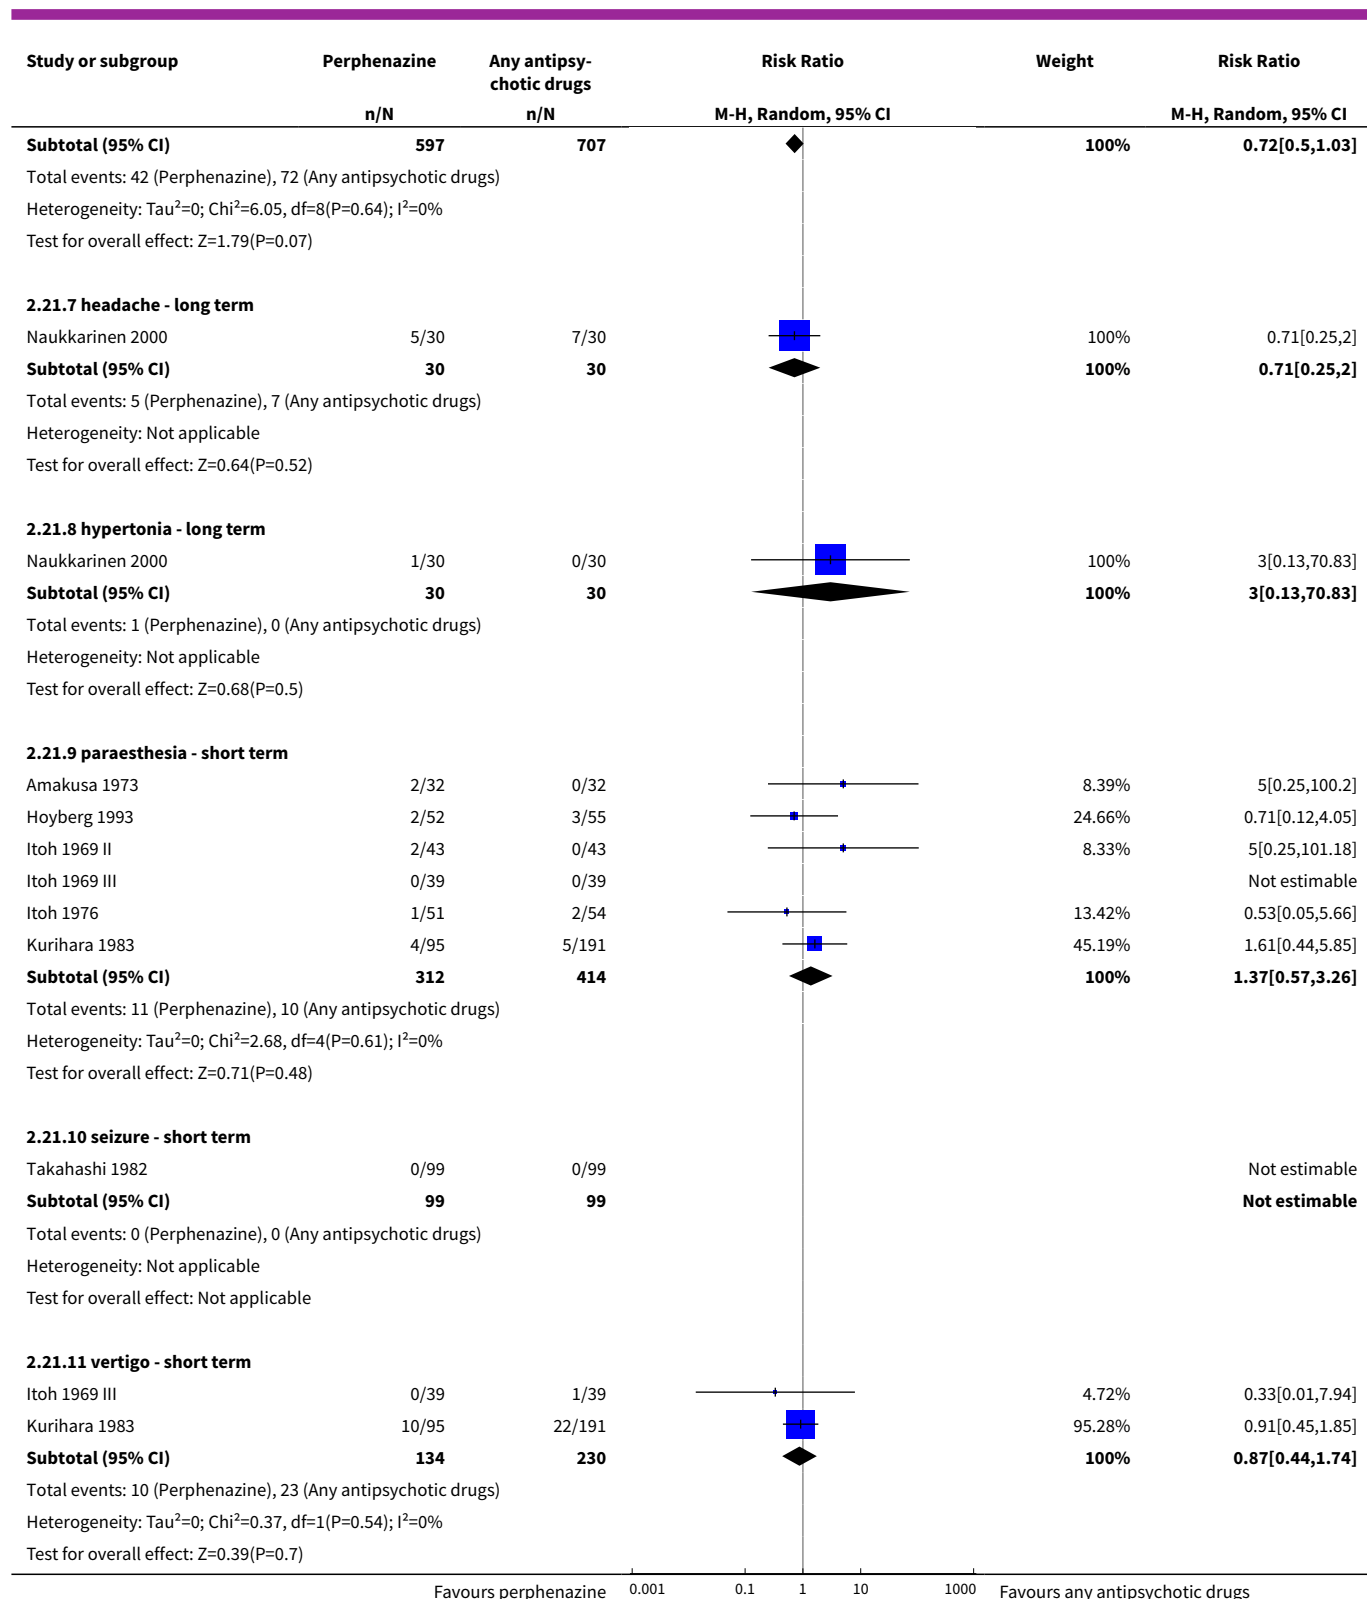 Study or subgroup Perphenazine Any antipsy-chotic drugs Risk Ratio Weight Risk Ratio
n/N n/N M-H, Random, 95% CI M-H, Random, 95% CI
Subtotal (95% CI) 597 707 100% 0.72[0.5,1.03]
Total events: 42 (Perphenazine), 72 (Any antipsychotic drugs)
Heterogeneity: Tau²=0; Chi²=6.05, df=8(P=0.64); I²=0%
Test for overall effect: Z=1.79(P=0.07)
2.21.7 headache - long term
Naukkarinen 2000 5/30 7/30 100% 0.71[0.25,2]
Subtotal (95% CI) 30 30 100% 0.71[0.25,2]
Total events: 5 (Perphenazine), 7 (Any antipsychotic drugs)
Heterogeneity: Not applicable
Test for overall effect: Z=0.64(P=0.52)
2.21.8 hypertonia - long term
Naukkarinen 2000 1/30 0/30 100% 3[0.13,70.83]
Subtotal (95% CI) 30 30 100% 3[0.13,70.83]
Total events: 1 (Perphenazine), 0 (Any antipsychotic drugs)
Heterogeneity: Not applicable
Test for overall effect: Z=0.68(P=0.5)
2.21.9 paraesthesia - short term
Amakusa 1973 2/32 0/32 8.39% 5[0.25,100.2]
Hoyberg 1993 2/52 3/55 24.66% 0.71[0.12,4.05]
Itoh 1969 II 2/43 0/43 8.33% 5[0.25,101.18]
Itoh 1969 III 0/39 0/39 Not estimable
Itoh 1976 1/51 2/54 13.42% 0.53[0.05,5.66]
Kurihara 1983 4/95 5/191 45.19% 1.61[0.44,5.85]
Subtotal (95% CI) 312 414 100% 1.37[0.57,3.26]
Total events: 11 (Perphenazine), 10 (Any antipsychotic drugs)
Heterogeneity: Tau²=0; Chi²=2.68, df=4(P=0.61); I²=0%
Test for overall effect: Z=0.71(P=0.48)
2.21.10 seizure - short term
Takahashi 1982 0/99 0/99 Not estimable
Subtotal (95% CI) 99 99 Not estimable
Total events: 0 (Perphenazine), 0 (Any antipsychotic drugs)
Heterogeneity: Not applicable
Test for overall effect: Not applicable
2.21.11 vertigo - short term
Itoh 1969 III 0/39 1/39 4.72% 0.33[0.01,7.94]
Kurihara 1983 10/95 22/191 95.28% 0.91[0.45,1.85]
Subtotal (95% CI) 134 230 100% 0.87[0.44,1.74]
Total events: 10 (Perphenazine), 23 (Any antipsychotic drugs)
Heterogeneity: Tau²=0; Chi²=0.37, df=1(P=0.54); I²=0%
Test for overall effect: Z=0.39(P=0.7)
Favours perphenazine 0.001 0.1 1 10 1000 Favours any antipsychotic drugs